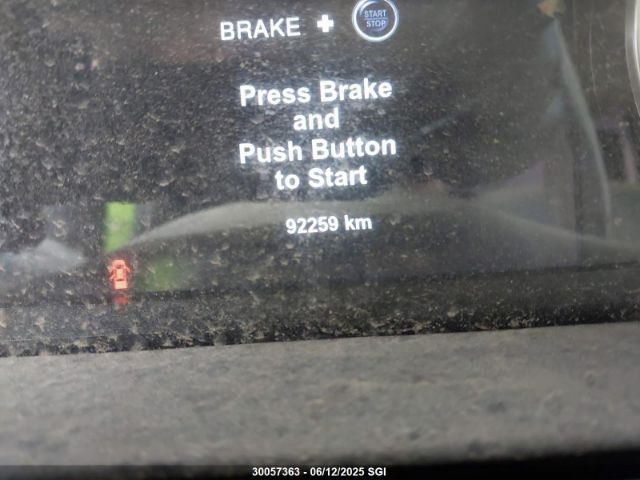 BRAKE + START STOP
Press Brake
and
Push Button
to Start
92259 km
30057363 - 06/12/2025 SGI